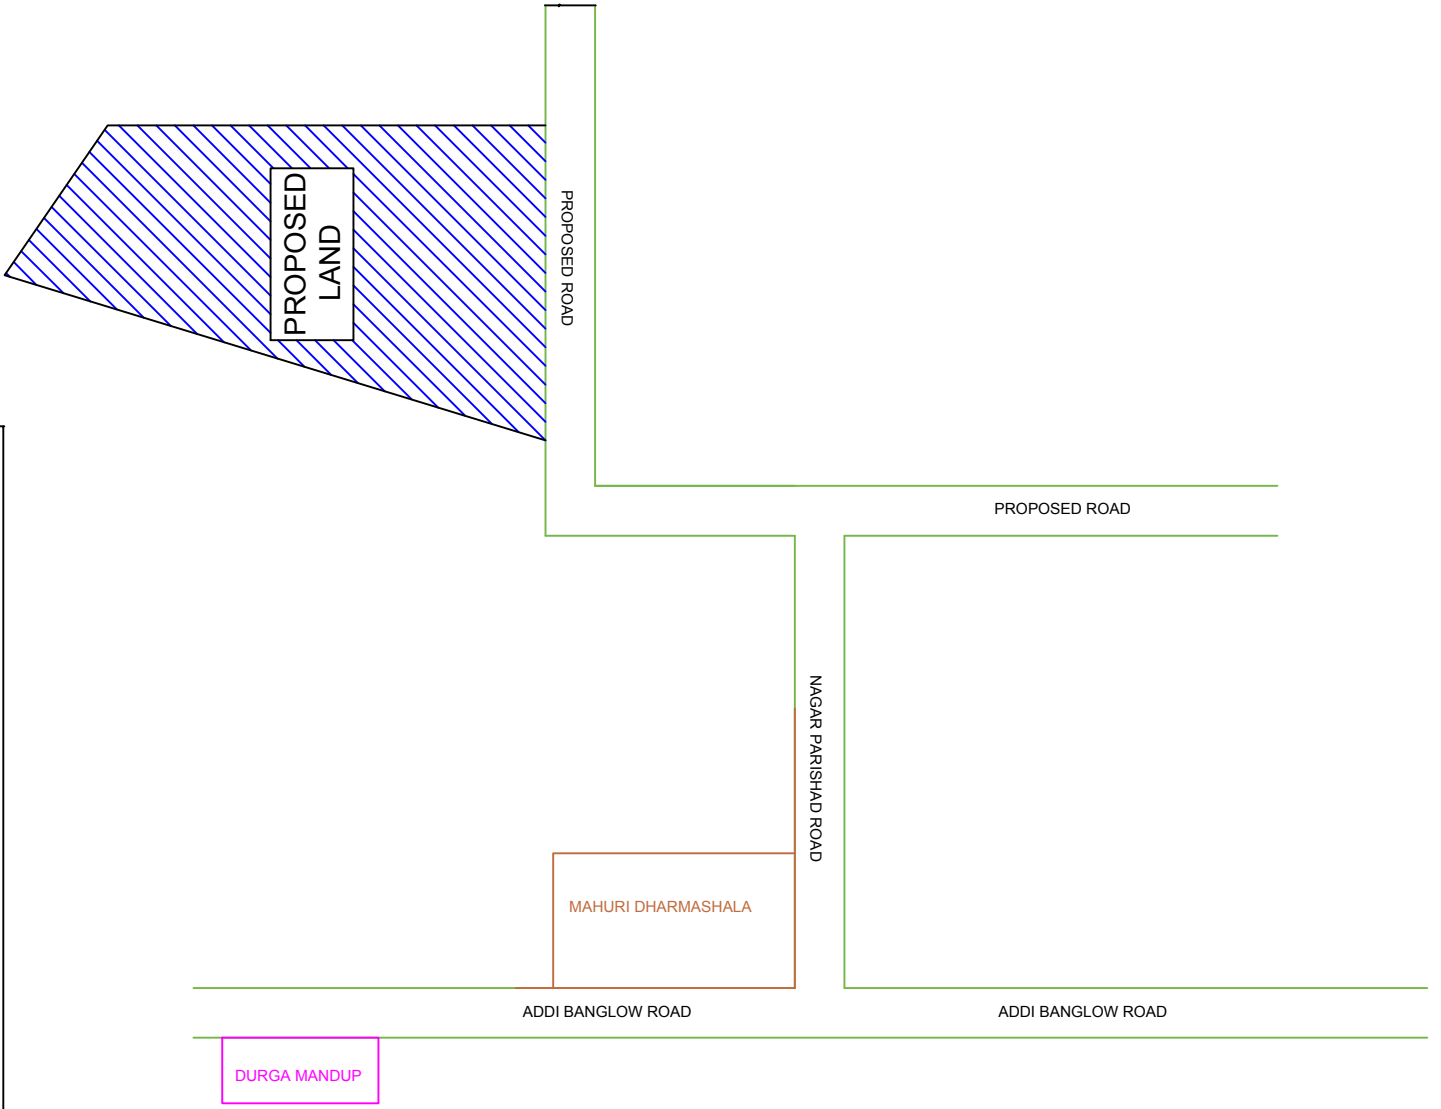 PROPOSED
LAND
PROPOSED ROAD
PROPOSED ROAD
NAGAR PARISHAD ROAD
MAHURI DHARMASHALA
ADDI BANGLOW ROAD
ADDI BANGLOW ROAD
DURGA MANDUP